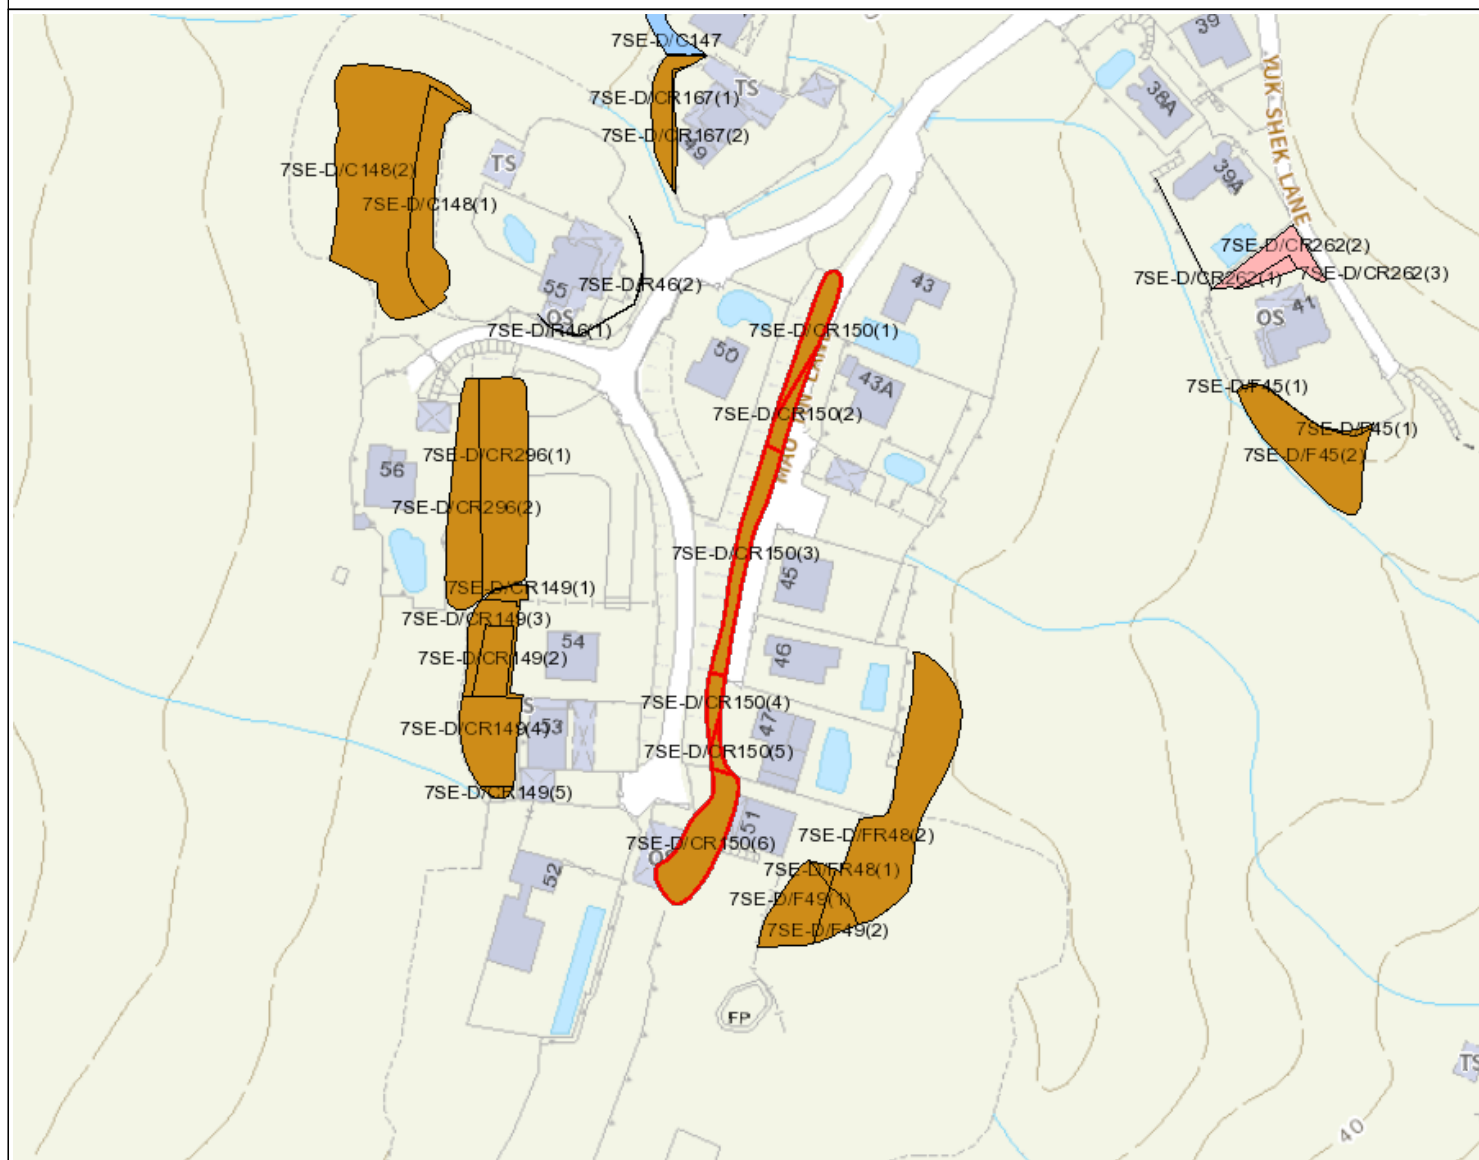 7SE-D/C147
39
TS
7SE-D/CR167(1)
38A
YUK SHEK LANE
7SE-D/CR167(2)
49
TS
7SE-D/C148(2)
39A
7SE-D/C148(1)
7SE-D/CR262(2)
7SE-D/CR262(1)
7SE-D/CR262(3)
55
7SE-D/R46(2)
43
41
OS
OS
7SE-D/R46(1)
7SE-D/CR150(1)
50
43A
7SE-D/F45(1)
7SE-D/CR150(2)
7SE-D/F45(1)
7SE-D/CR296(1)
7SE-D/F45(2)
56
7SE-D/CR296(2)
7SE-D/CR150(3)
45
7SE-D/CR149(1)
7SE-D/CR149(3)
54
7SE-D/CR149(2)
46
7SE-D/CR150(4)
7SE-D/CR149(4)
53
47
7SE-D/CR150(5)
7SE-D/CR149(5)
51
7SE-D/FR48(2)
7SE-D/CR150(6)
OS
7SE-D/FR48(1)
52
7SE-D/F49(1)
7SE-D/F49(2)
FP
TS
40